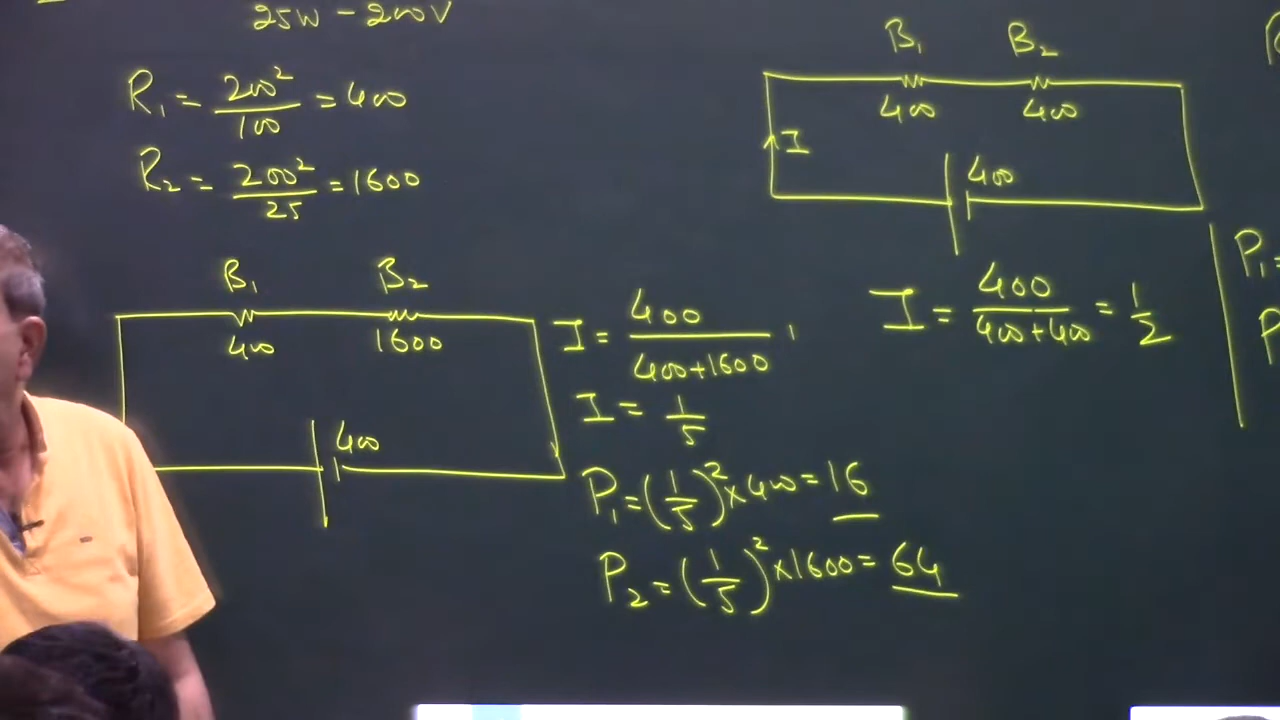 25W - 200V
R₁ = 200²/100 = 400
R₂ = 200²/25 = 1600
B₁ B₂
400 1600
400
I = 400/(400+1600)
I = 1/5
P₁ = (1/5)² × 400 = 16
P₂ = (1/5)² × 1600 = 64
B₁ B₂
400 400
I
400
I = 400/(400+400) = 1/2
P₁ =
P